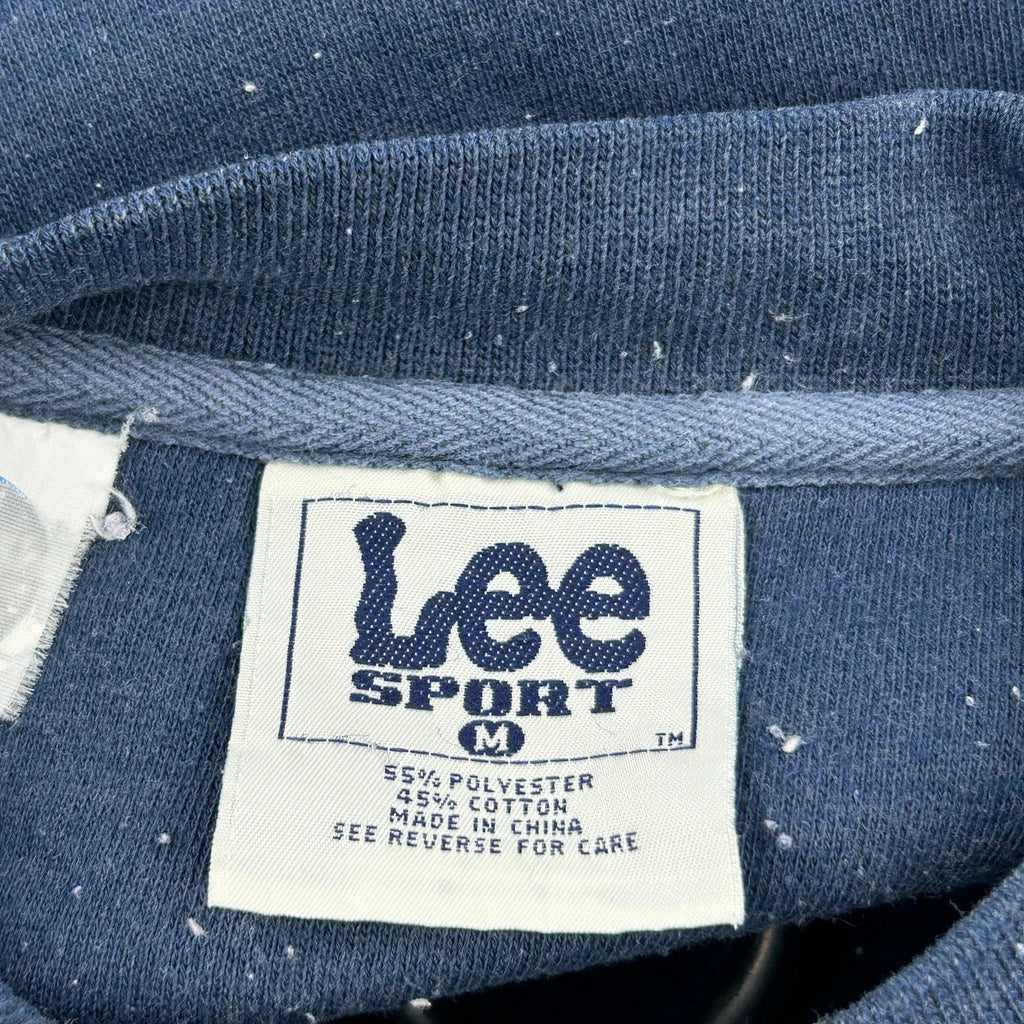 Lee
SPORT
M
TM
55% POLYESTER
45% COTTON
MADE IN CHINA
SEE REVERSE FOR CARE